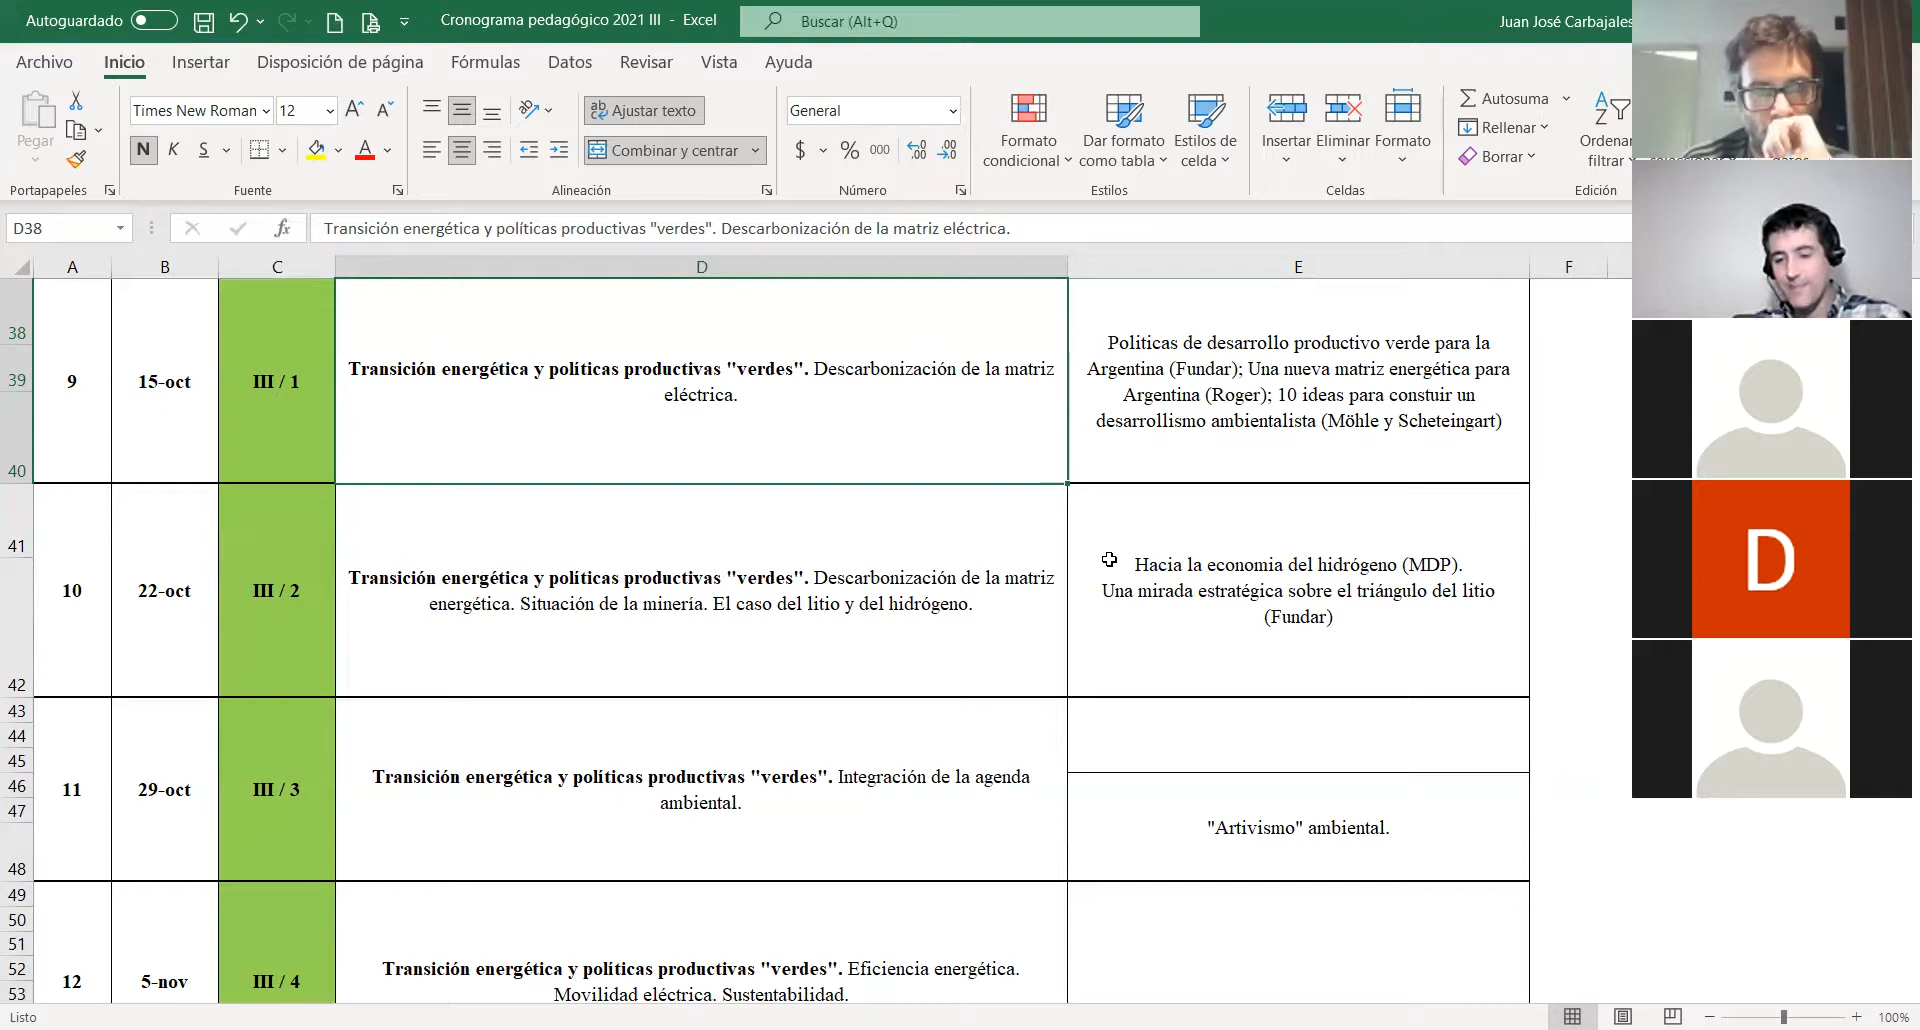 Autoguardado
Cronograma pedagógico 2021 III - Excel
Buscar (Alt+Q)
Juan José Carbajales
Archivo Inicio Insertar Disposición de página Fórmulas Datos Revisar Vista Ayuda
Pegar
Portapapeles
Times New Roman 12
N K S
Fuente
Ajustar texto
Combinar y centrar
Alineación
General
$ % 000
Número
Formato condicional
Dar formato como tabla
Estilos de celda
Estilos
Insertar Eliminar Formato
Celdas
Autosuma
Rellenar
Borrar
Ordenar
filtrar
Edición
D38
fx
Transición energética y políticas productivas "verdes". Descarbonización de la matriz eléctrica.
A B C D E F
38
39
40
9
15-oct
III / 1
Transición energética y políticas productivas "verdes". Descarbonización de la matriz
eléctrica.
Politicas de desarrollo productivo verde para la
Argentina (Fundar); Una nueva matriz energética para
Argentina (Roger); 10 ideas para constuir un
desarrollismo ambientalista (Möhle y Scheteingart)
41
42
10
22-oct
III / 2
Transición energética y políticas productivas "verdes". Descarbonización de la matriz
energética. Situación de la minería. El caso del litio y del hidrógeno.
Hacia la economia del hidrógeno (MDP).
Una mirada estratégica sobre el triángulo del litio
(Fundar)
43
44
45
46
47
48
11
29-oct
III / 3
Transición energética y políticas productivas "verdes". Integración de la agenda
ambiental.
"Artivismo" ambiental.
49
50
51
52
53
12
5-nov
III / 4
Transición energética y políticas productivas "verdes". Eficiencia energética.
Movilidad eléctrica. Sustentabilidad.
D
Listo
100%